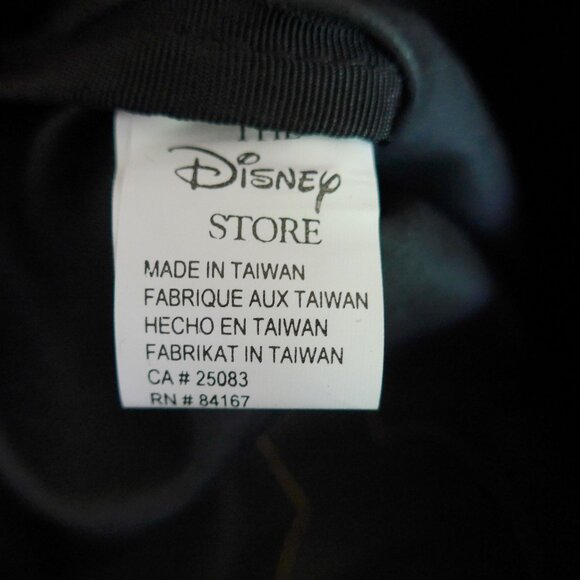 THE
DISNEY
STORE
MADE IN TAIWAN
FABRIQUE AUX TAIWAN
HECHO EN TAIWAN
FABRIKAT IN TAIWAN
CA # 25083
RN # 84167